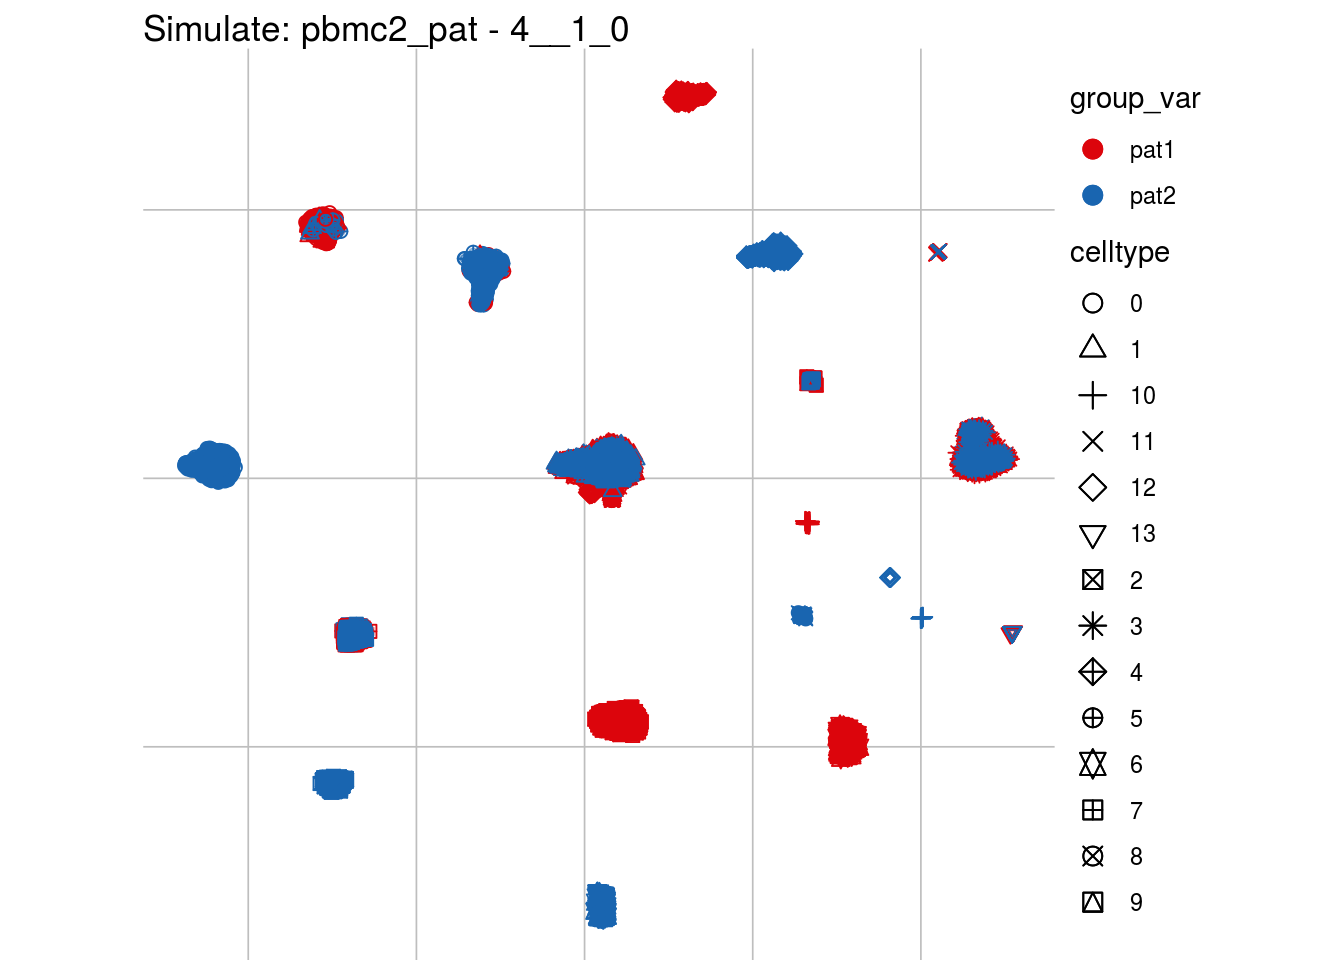 Simulate: pbmc2_pat - 4__1_0
group_var
pat1
pat2
celltype
0
1
10
11
12
13
2
3
4
5
6
7
8
9